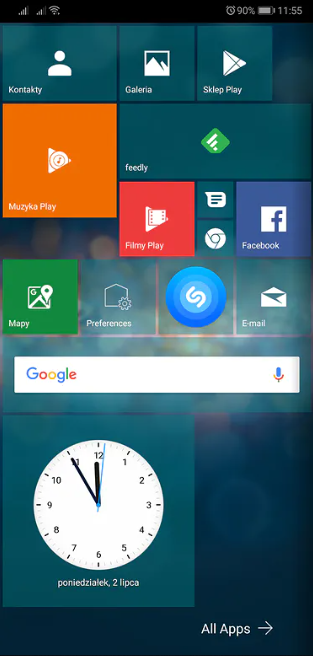 90% 11:55
Kontakty
Galeria
Sklep Play
Muzyka Play
feedly
Filmy Play
Facebook
Mapy
Preferences
E-mail
Google
12
1
2
3
4
5
6
7
8
9
10
11
poniedziałek, 2 lipca
All Apps